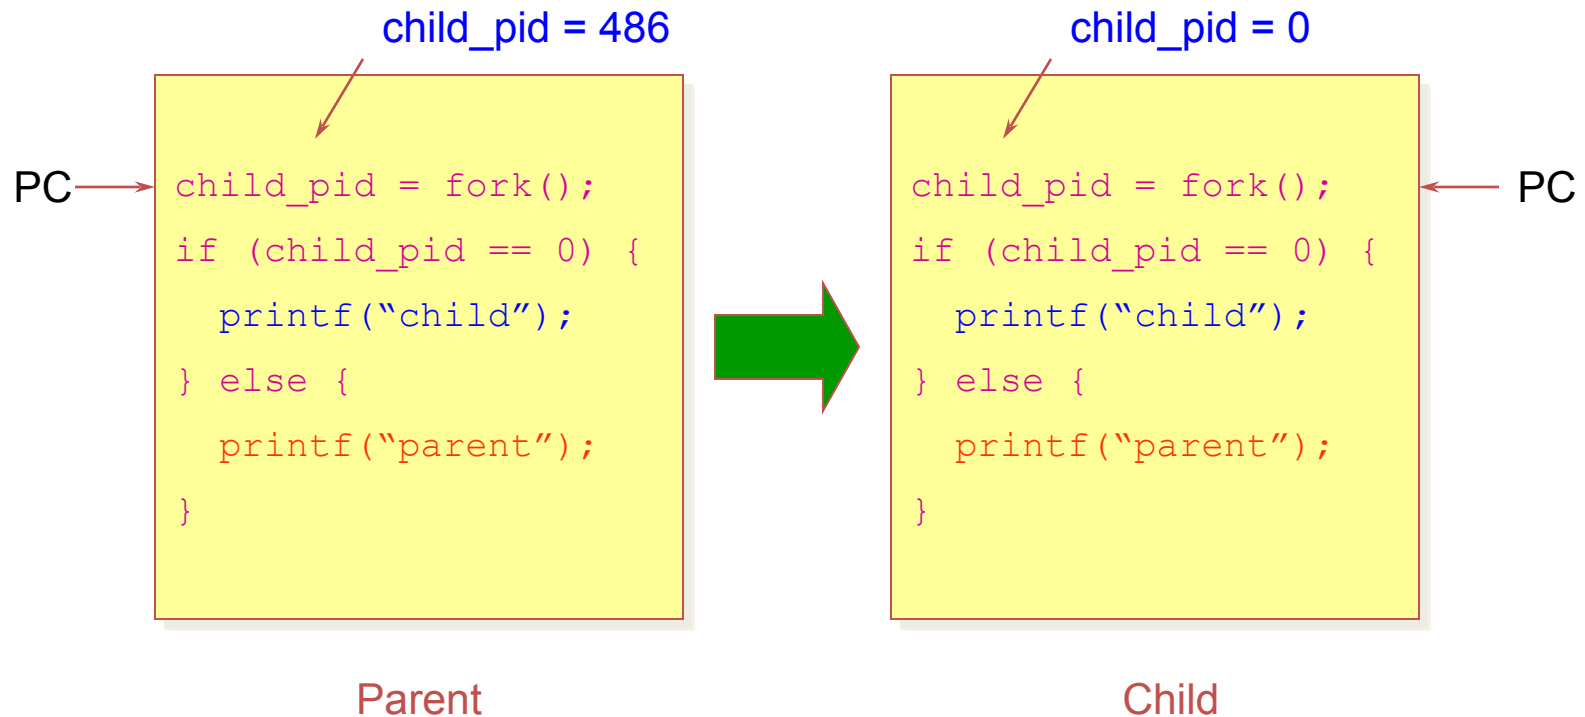 child_pid = 486
PC
child_pid = fork();
if (child_pid == 0) {
printf(“child”);
} else {
printf(“parent”);
}
Parent
child_pid = 0
child_pid = fork();
PC
if (child_pid == 0) {
printf(“child”);
} else {
printf(“parent”);
}
Child